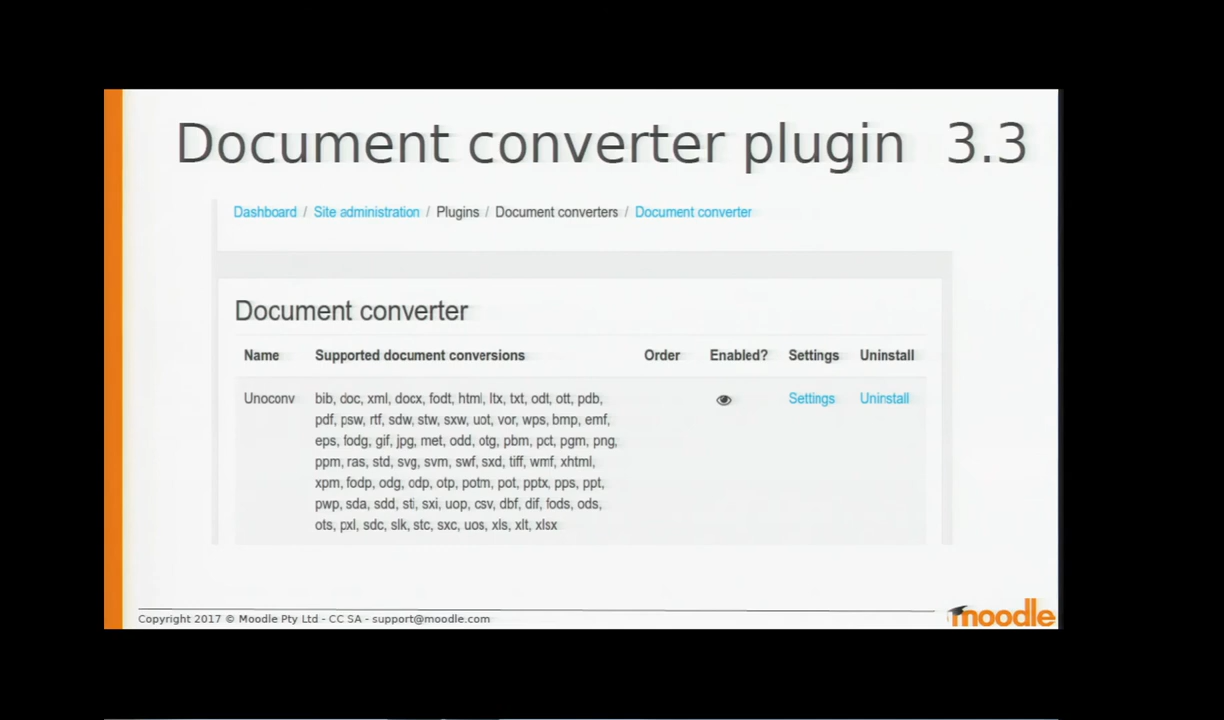 Document converter plugin 3.3
Dashboard / Site administration / Plugins / Document converters / Document converter
Document converter
Name Supported document conversions Order Enabled? Settings Uninstall
Unoconv bib, doc, xml, docx, fodt, html, ltx, txt, odt, ott, pdb, Settings Uninstall
pdf, psw, rtf, sdw, stw, sxw, uot, vor, wps, bmp, emf,
eps, fodg, gif, jpg, met, odd, otg, pbm, pct, pgm, png,
ppm, ras, std, svg, svm, swf, sxd, tiff, wmf, xhtml,
xpm, fodp, odg, odp, otp, potm, pot, pptx, pps, ppt,
pwp, sda, sdd, sti, sxi, uop, csv, dbf, dif, fods, ods,
ots, pxl, sdc, slk, stc, sxc, uos, xls, xlt, xlsx
Copyright 2017 © Moodle Pty Ltd - CC SA - support@moodle.com
moodle